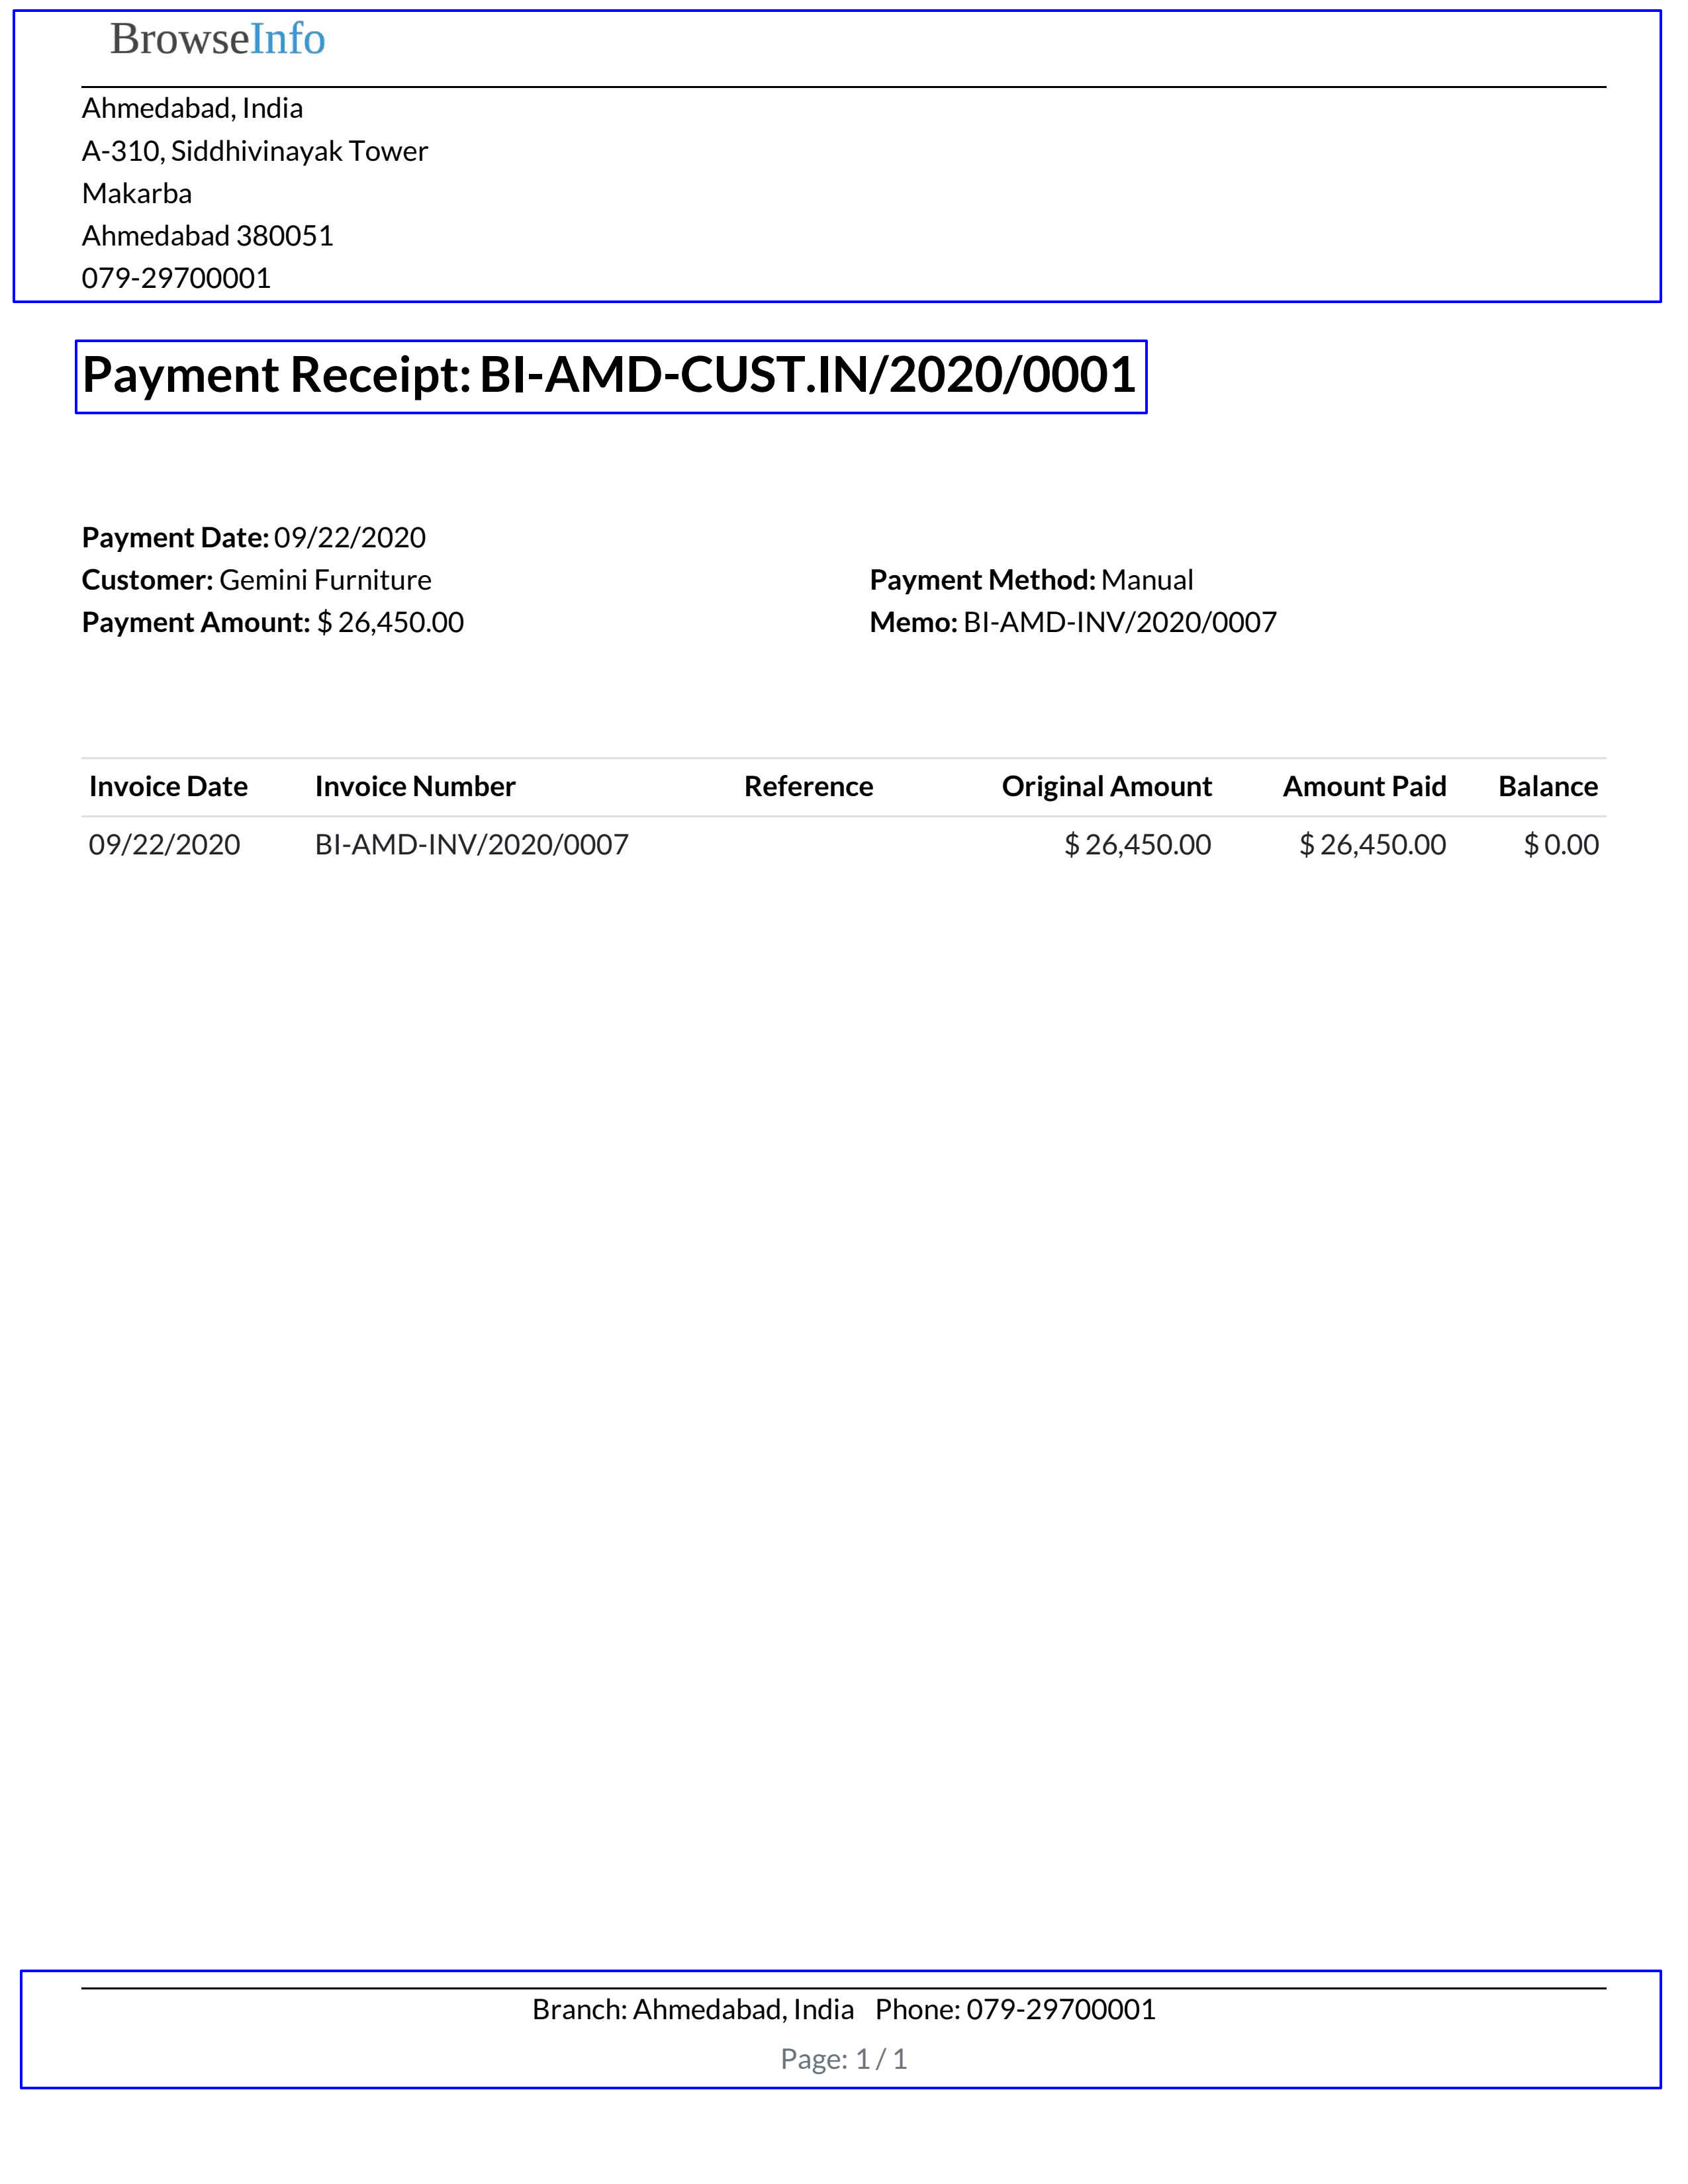 BrowseInfo
Ahmedabad, India
A-310, Siddhivinayak Tower
Makarba
Ahmedabad 380051
079-29700001
Payment Receipt: BI-AMD-CUST.IN/2020/0001
Payment Date: 09/22/2020
Customer: Gemini Furniture Payment Method: Manual
Payment Amount: $ 26,450.00 Memo: BI-AMD-INV/2020/0007
Invoice Date Invoice Number Reference Original Amount Amount Paid Balance
09/22/2020 BI-AMD-INV/2020/0007 $ 26,450.00 $ 26,450.00 $ 0.00
Branch: Ahmedabad, India Phone: 079-29700001
Page: 1 / 1